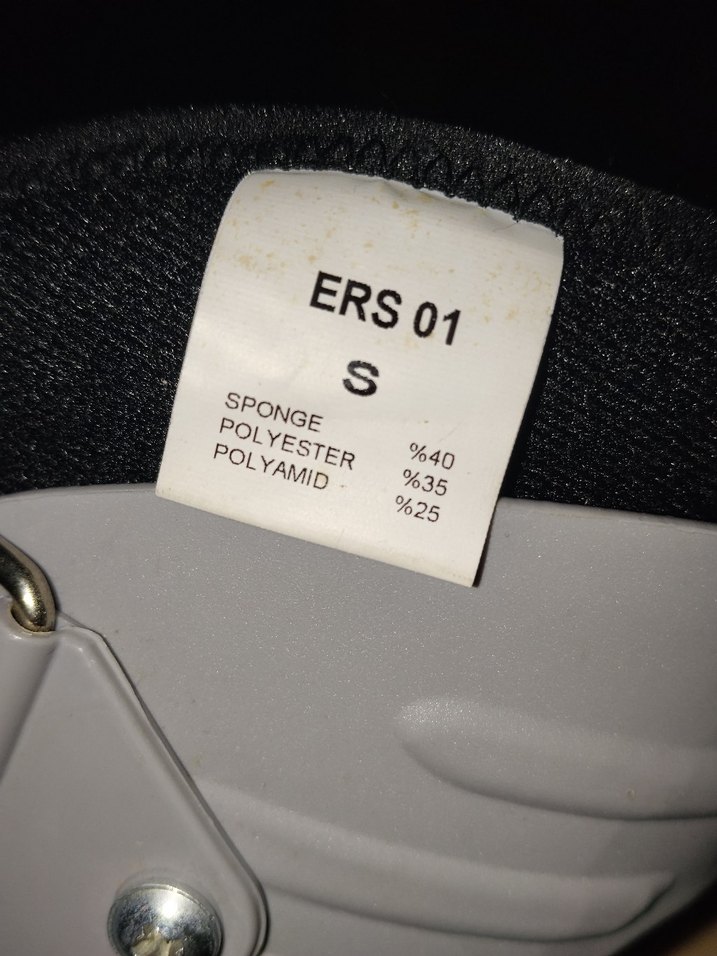 ERS 01
S
SPONGE %40
POLYESTER %35
POLYAMID %25